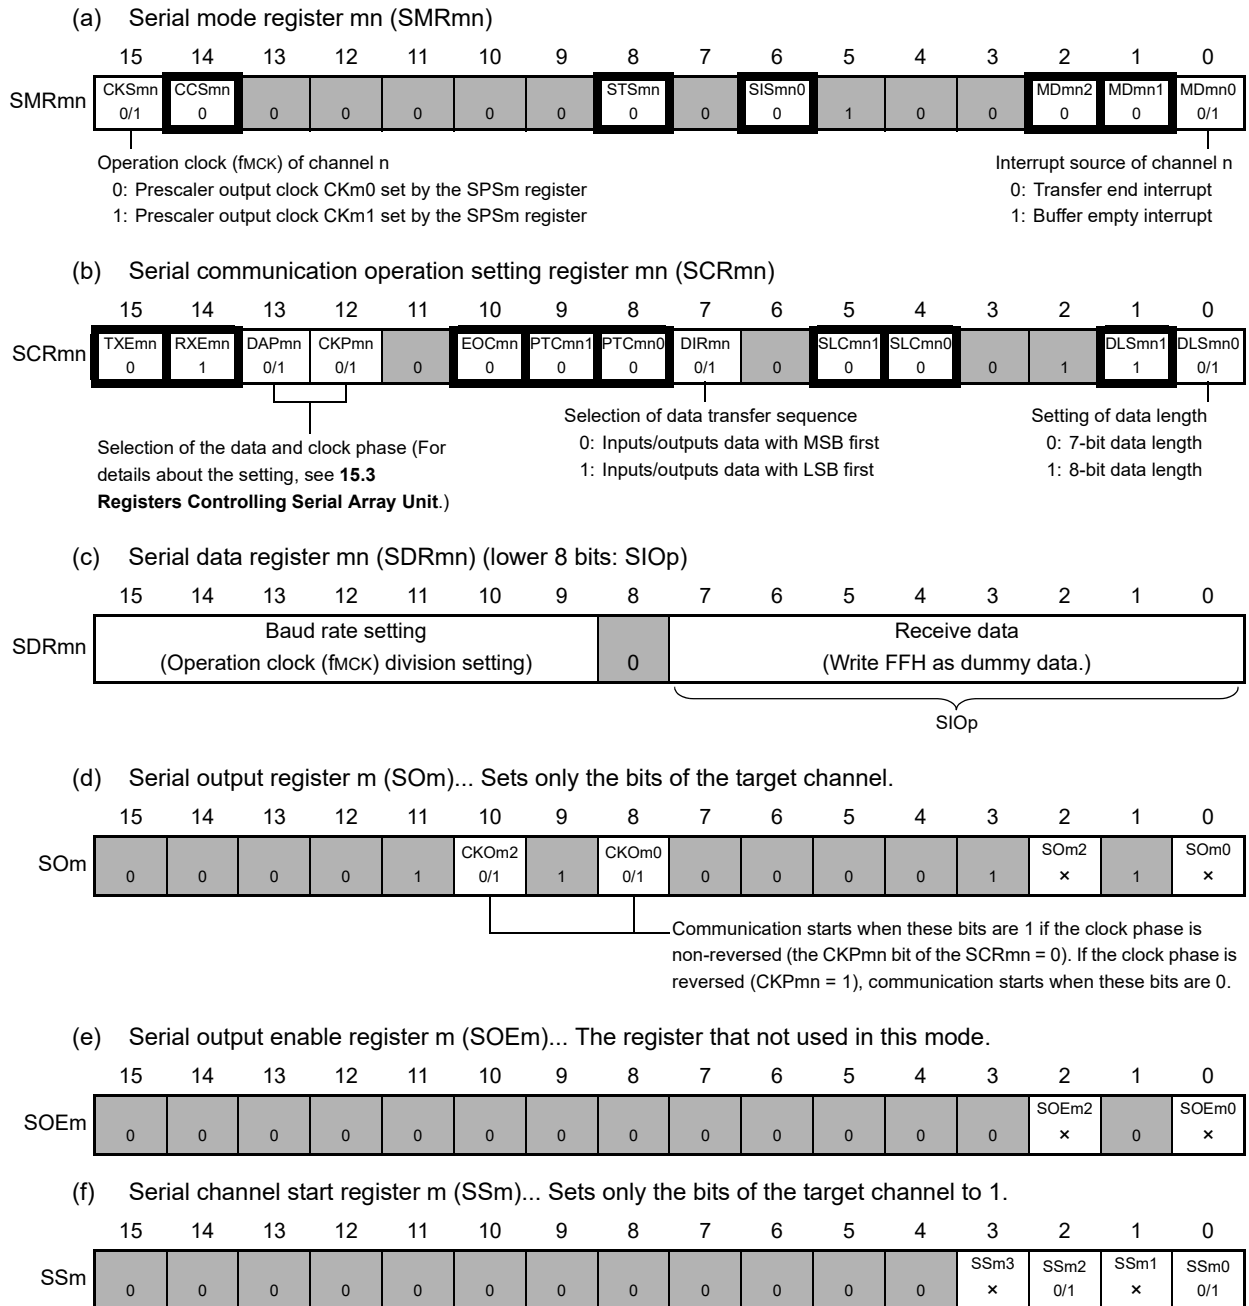 (a) Serial mode register mn (SMRmn)
15 14 13 12 11 10 9 8 7 6 5 4 3 2 1 0
SMRmn
CKSmn CCSmn STSmn SISmn0 MDmn2 MDmn1 MDmn0
0/1 0 0 0 0 0 0 0 0 0 1 0 0 0 0 0/1
Operation clock (fMCK) of channel n
0: Prescaler output clock CKm0 set by the SPSm register
1: Prescaler output clock CKm1 set by the SPSm register
Interrupt source of channel n
0: Transfer end interrupt
1: Buffer empty interrupt
(b) Serial communication operation setting register mn (SCRmn)
15 14 13 12 11 10 9 8 7 6 5 4 3 2 1 0
SCRmn
TXEmn RXEmn DAPmn CKPmn EOCmn PTCmn1 PTCmn0 DIRmn SLCmn1 SLCmn0 DLSmn1 DLSmn0
0 1 0/1 0/1 0 0 0 0 0/1 0 0 0 0 1 1 0/1
Selection of the data and clock phase (For
details about the setting, see 15.3
Registers Controlling Serial Array Unit.)
Selection of data transfer sequence
0: Inputs/outputs data with MSB first
1: Inputs/outputs data with LSB first
Setting of data length
0: 7-bit data length
1: 8-bit data length
(c) Serial data register mn (SDRmn) (lower 8 bits: SIOp)
15 14 13 12 11 10 9 8 7 6 5 4 3 2 1 0
SDRmn
Baud rate setting
(Operation clock (fMCK) division setting)
0
Receive data
(Write FFH as dummy data.)
SIOp
(d) Serial output register m (SOm)... Sets only the bits of the target channel.
15 14 13 12 11 10 9 8 7 6 5 4 3 2 1 0
SOm
CKOm2 CKOm0 SOm2 SOm0
0 0 0 0 1 0/1 1 0/1 0 0 0 0 1 × 1 ×
Communication starts when these bits are 1 if the clock phase is
non-reversed (the CKPmn bit of the SCRmn = 0). If the clock phase is
reversed (CKPmn = 1), communication starts when these bits are 0.
(e) Serial output enable register m (SOEm)... The register that not used in this mode.
15 14 13 12 11 10 9 8 7 6 5 4 3 2 1 0
SOEm
SOEm2 SOEm0
0 0 0 0 0 0 0 0 0 0 0 0 0 × 0 ×
(f) Serial channel start register m (SSm)... Sets only the bits of the target channel to 1.
15 14 13 12 11 10 9 8 7 6 5 4 3 2 1 0
SSm
SSm3 SSm2 SSm1 SSm0
0 0 0 0 0 0 0 0 0 0 0 0 × 0/1 × 0/1